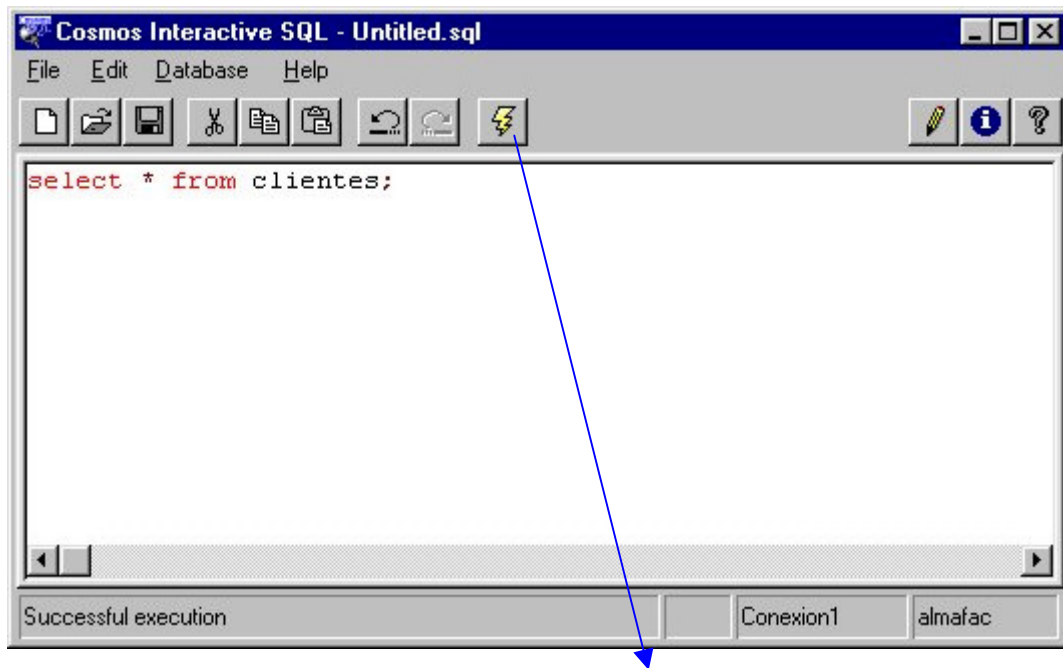 Cosmos Interactive SQL - Untitled.sql
File Edit Database Help
select * from clientes;
Successful execution Conexion1 almafac